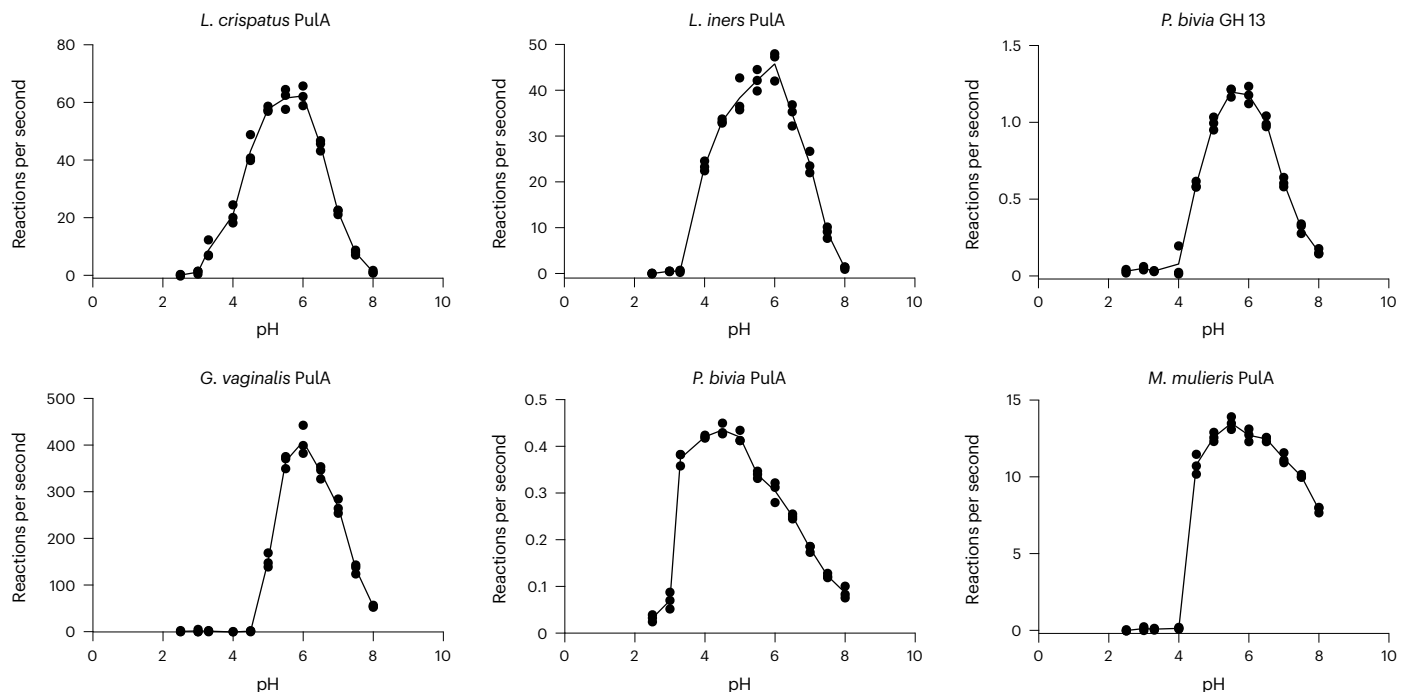 L. crispatus PulA
Reactions per second
80
60
40
20
0
0 2 4 6 8 10
pH
L. iners PulA
Reactions per second
50
40
30
20
10
0
0 2 4 6 8 10
pH
P. bivia GH 13
Reactions per second
1.5
1.0
0.5
0
0 2 4 6 8 10
pH
G. vaginalis PulA
Reactions per second
500
400
300
200
100
0
0 2 4 6 8 10
pH
P. bivia PulA
Reactions per second
0.5
0.4
0.3
0.2
0.1
0
0 2 4 6 8 10
pH
M. mulieris PulA
Reactions per second
15
10
5
0
0 2 4 6 8 10
pH